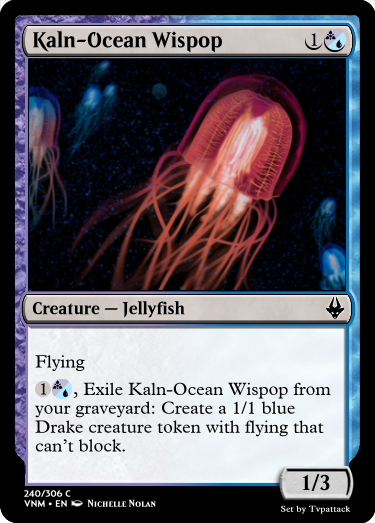 Kaln-Ocean Wispop 1
Creature — Jellyfish
Flying
1, Exile Kaln-Ocean Wispop from
your graveyard: Create a 1/1 blue
Drake creature token with flying that
can't block.
1/3
240/306 C
VNM • EN Nichelle Nolan
Set by Tvpattack